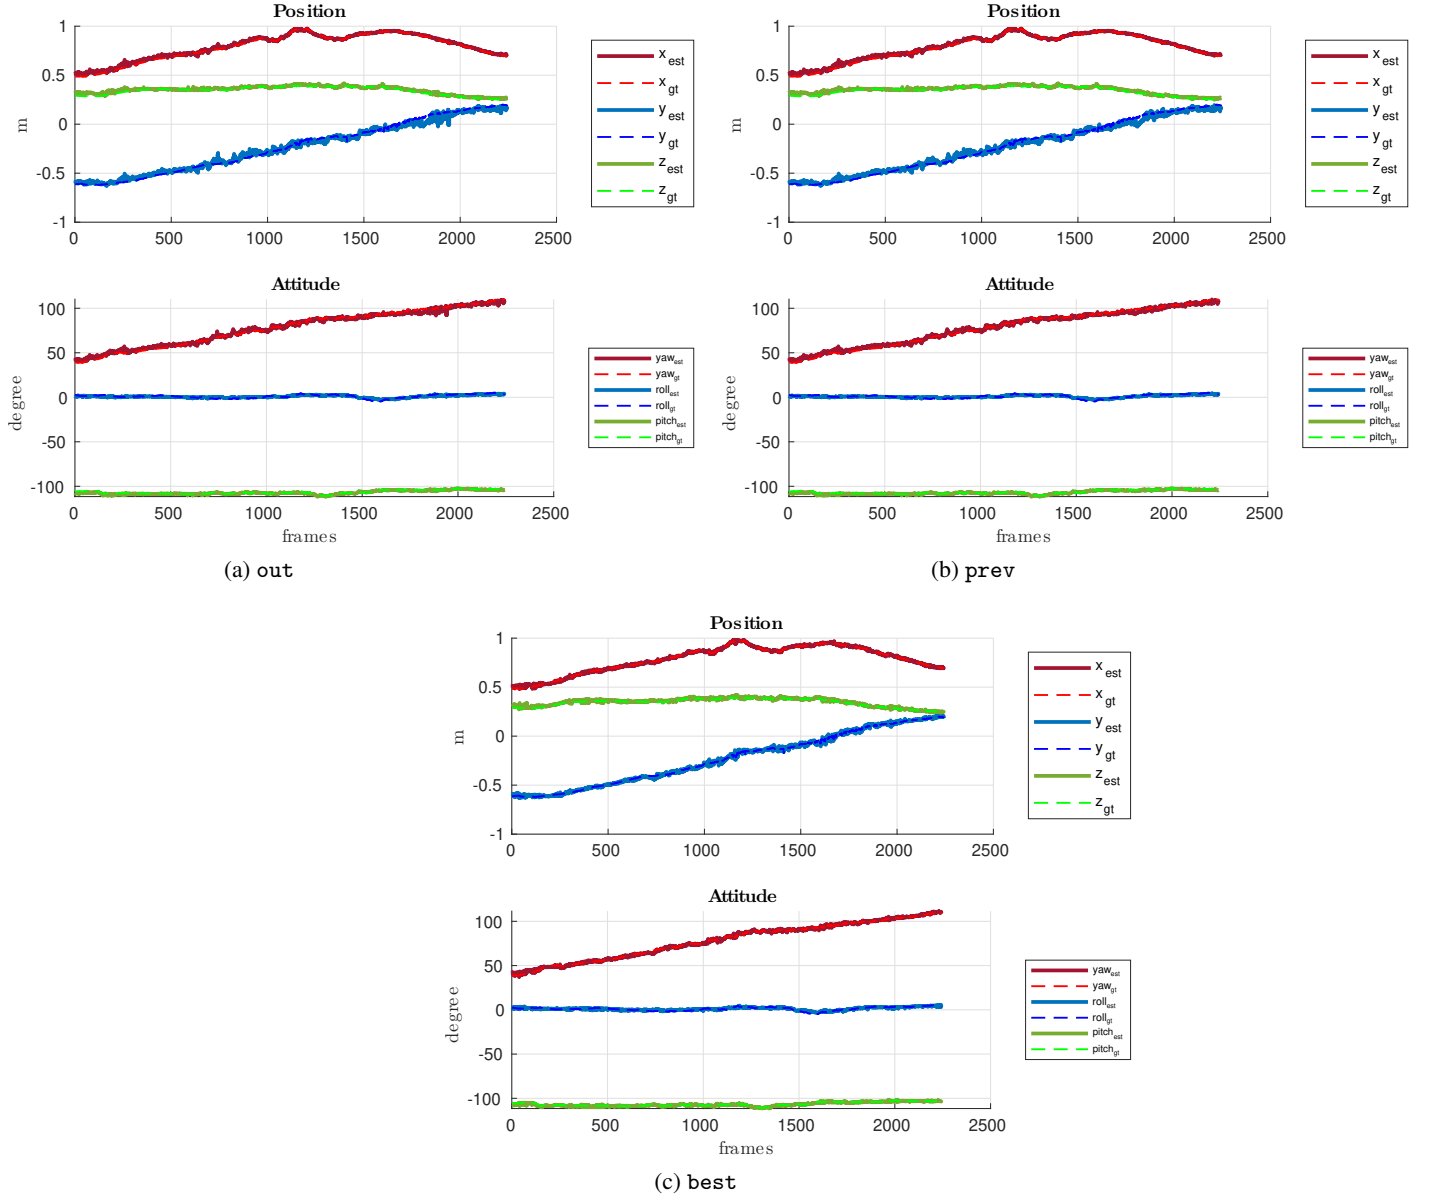 Position
1
0.5
0
-0.5
-1
m
0 500 1000 1500 2000 2500
x est
x gt
y est
y gt
z est
z gt
Attitude
100
50
0
-50
-100
degree
0 500 1000 1500 2000 2500
frames
yaw est
yaw gt
roll est
roll gt
pitch est
pitch gt
(a) out
Position
1
0.5
0
-0.5
-1
m
0 500 1000 1500 2000 2500
x est
x gt
y est
y gt
z est
z gt
Attitude
100
50
0
-50
-100
degree
0 500 1000 1500 2000 2500
frames
yaw est
yaw gt
roll est
roll gt
pitch est
pitch gt
(b) prev
Position
1
0.5
0
-0.5
-1
m
0 500 1000 1500 2000 2500
x est
x gt
y est
y gt
z est
z gt
Attitude
100
50
0
-50
-100
degree
0 500 1000 1500 2000 2500
frames
yaw est
yaw gt
roll est
roll gt
pitch est
pitch gt
(c) best